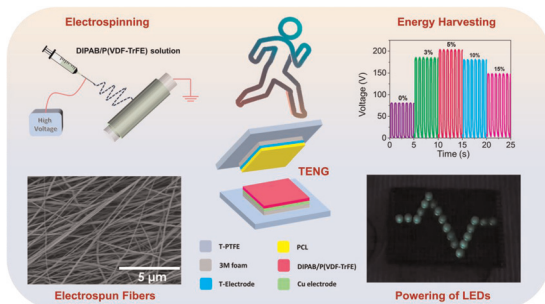 Electrospinning
DIPAB/P(VDF-TrFE) solution
Syringe
High
Voltage
5 µm
Electrospun Fibers
TENG
T-PTFE
PCL
3M foam
DIPAB/P(VDF-TrFE)
T-Electrode
Cu electrode
Energy Harvesting
Voltage (V)
200
150
100
50
0
0%
3%
5%
10%
15%
0 5 10 15 20 25
Time (s)
Powering of LEDs